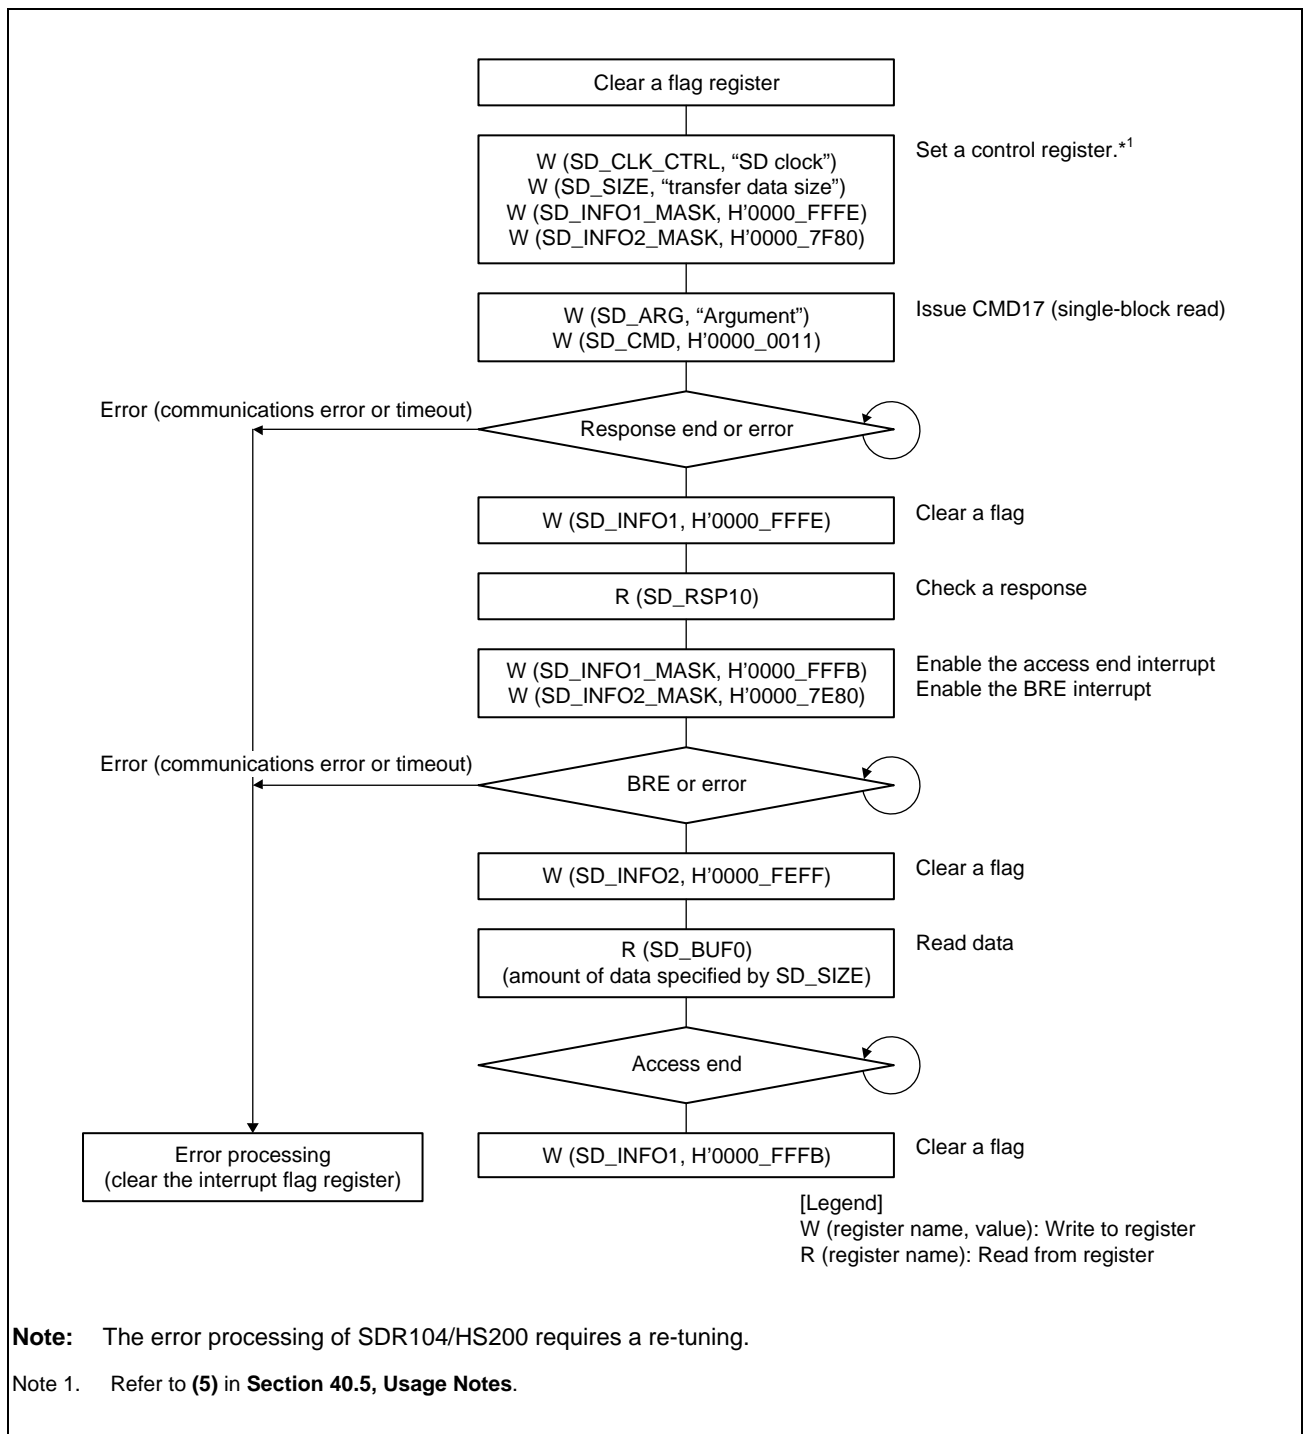 Clear a flag register
W (SD_CLK_CTRL, “SD clock”)
W (SD_SIZE, “transfer data size”)
W (SD_INFO1_MASK, H’0000_FFFE)
W (SD_INFO2_MASK, H’0000_7F80)
Set a control register.*1
W (SD_ARG, “Argument”)
W (SD_CMD, H’0000_0011)
Issue CMD17 (single-block read)
Error (communications error or timeout)
Response end or error
W (SD_INFO1, H’0000_FFFE)
Clear a flag
R (SD_RSP10)
Check a response
W (SD_INFO1_MASK, H’0000_FFFB)
W (SD_INFO2_MASK, H’0000_7E80)
Enable the access end interrupt
Enable the BRE interrupt
Error (communications error or timeout)
BRE or error
W (SD_INFO2, H’0000_FEFF)
Clear a flag
R (SD_BUF0)
(amount of data specified by SD_SIZE)
Read data
Access end
Error processing
(clear the interrupt flag register)
W (SD_INFO1, H’0000_FFFB)
Clear a flag
[Legend]
W (register name, value): Write to register
R (register name): Read from register
Note: The error processing of SDR104/HS200 requires a re-tuning.
Note 1. Refer to (5) in Section 40.5, Usage Notes.